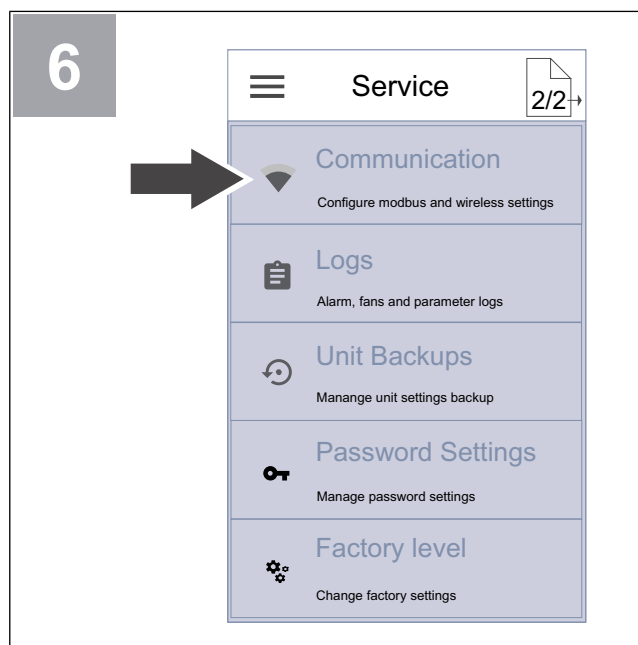 6
Service
2/2
Communication
Configure modbus and wireless settings
Logs
Alarm, fans and parameter logs
Unit Backups
Manange unit settings backup
Password Settings
Manage password settings
Factory level
Change factory settings